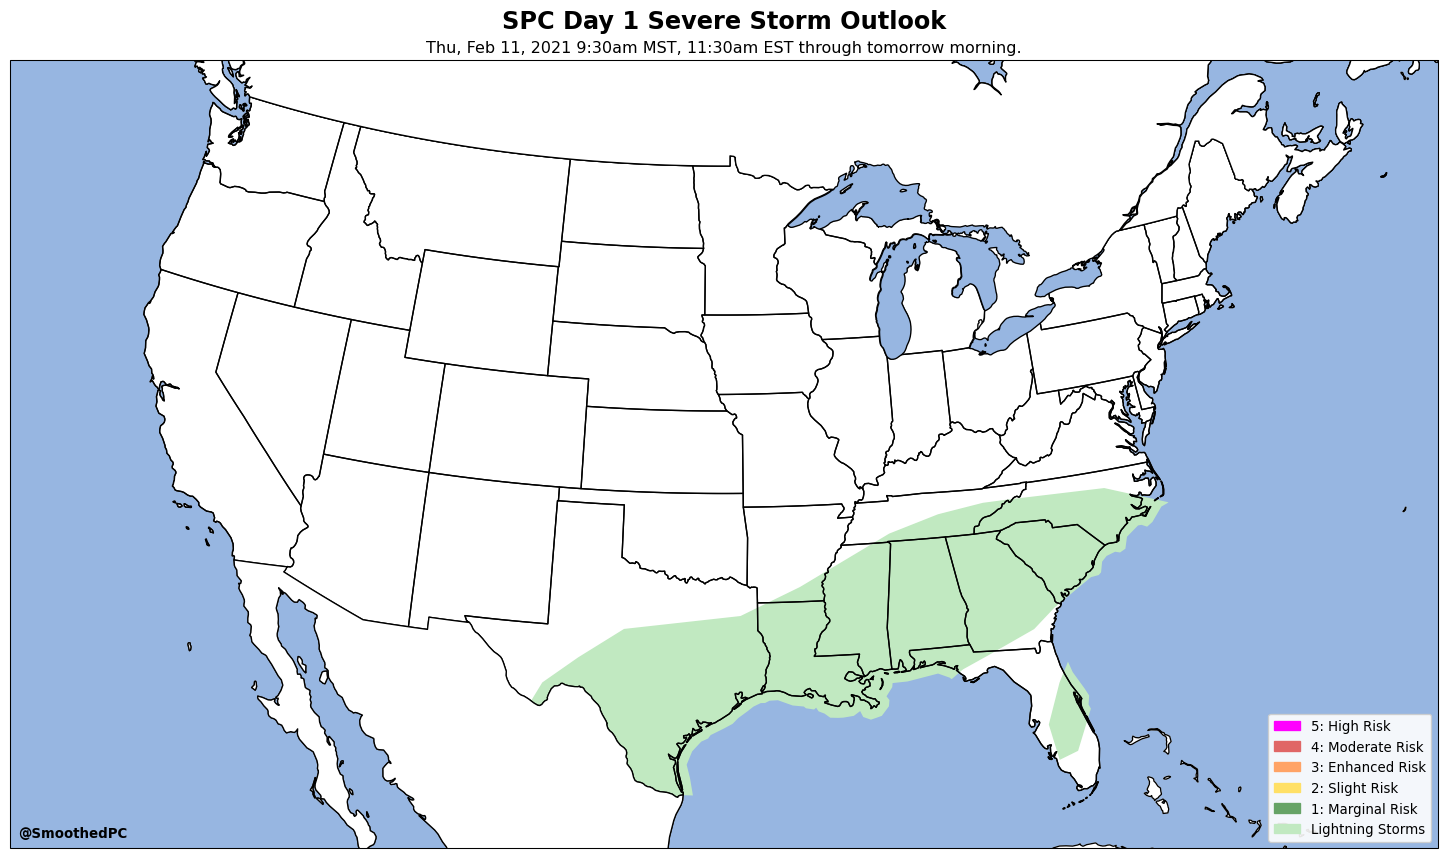 SPC Day 1 Severe Storm Outlook
Thu, Feb 11, 2021 9:30am MST, 11:30am EST through tomorrow morning.
5: High Risk
4: Moderate Risk
3: Enhanced Risk
2: Slight Risk
1: Marginal Risk
Lightning Storms
@SmoothedPC